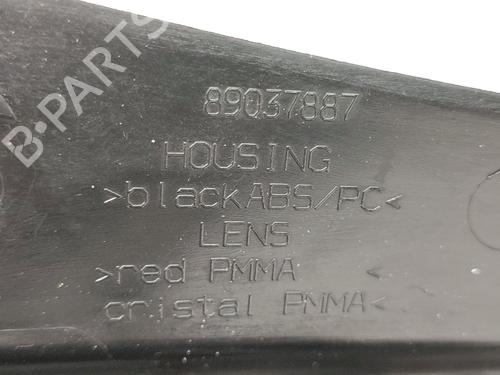 B-PARTS
89037887
HOUSING
>blackABS/PC<
LENS
>red PMMA <
cristal PMMA<